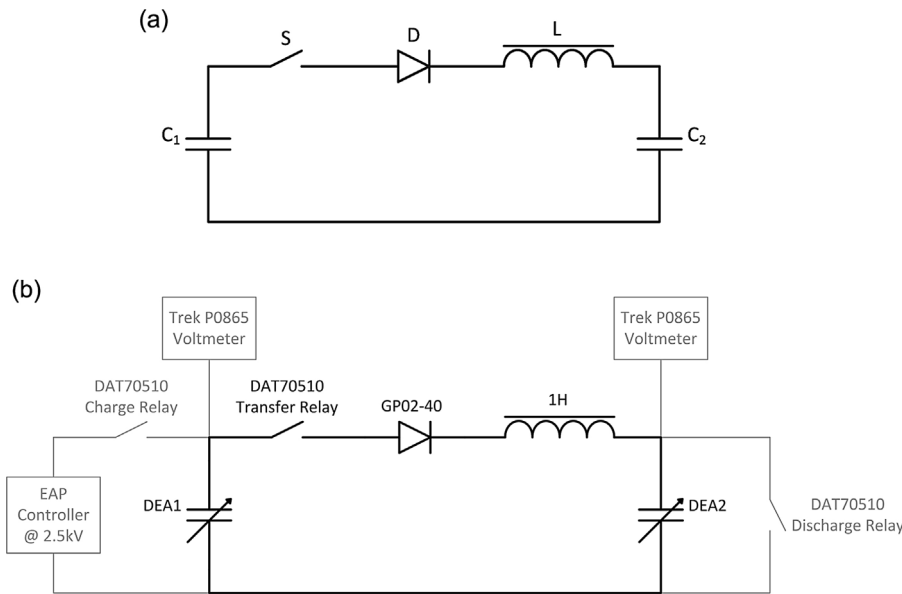 (a)
S
D
L
C₁
C₂
(b)
Trek P0865
Voltmeter
Trek P0865
Voltmeter
DAT70510
Charge Relay
DAT70510
Transfer Relay
GP02-40
1H
EAP
Controller
@ 2.5kV
DEA1
DEA2
DAT70510
Discharge Relay